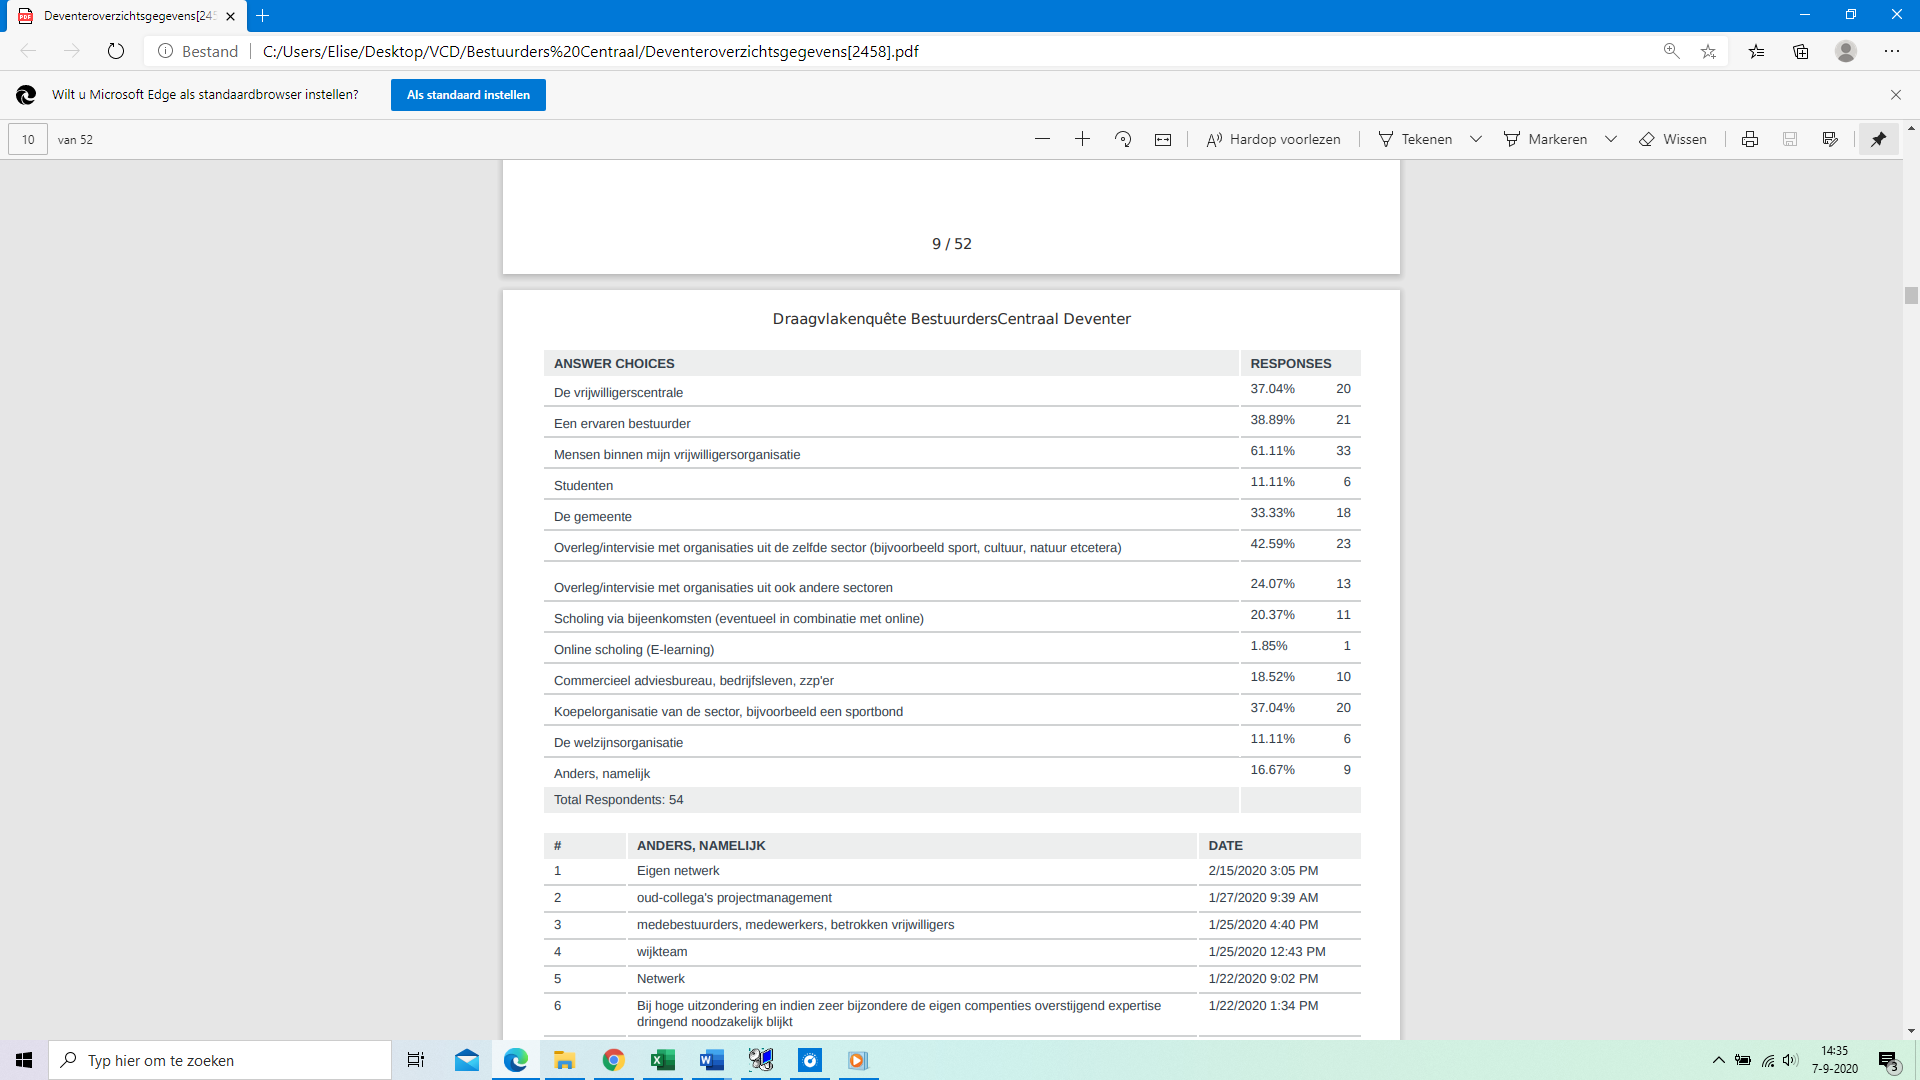 Deventeroverzichtsgegevens[245
Bestand
C:/Users/Elise/Desktop/VCD/Bestuurders%20Centraal/Deventeroverzichtsgegevens[2458].pdf
Wilt u Microsoft Edge als standaardbrowser instellen?
Als standaard instellen
10 van 52
Hardop voorlezen
Tekenen
Markeren
Wissen
9 / 52
Draagvlakenquête BestuurdersCentraal Deventer
ANSWER CHOICES RESPONSES
De vrijwilligerscentrale 37.04% 20
Een ervaren bestuurder 38.89% 21
Mensen binnen mijn vrijwilligersorganisatie 61.11% 33
Studenten 11.11% 6
De gemeente 33.33% 18
Overleg/intervisie met organisaties uit de zelfde sector (bijvoorbeeld sport, cultuur, natuur etcetera) 42.59% 23
Overleg/intervisie met organisaties uit ook andere sectoren 24.07% 13
Scholing via bijeenkomsten (eventueel in combinatie met online) 20.37% 11
Online scholing (E-learning) 1.85% 1
Commercieel adviesbureau, bedrijfsleven, zzp'er 18.52% 10
Koepelorganisatie van de sector, bijvoorbeeld een sportbond 37.04% 20
De welzijnsorganisatie 11.11% 6
Anders, namelijk 16.67% 9
Total Respondents: 54
# ANDERS, NAMELIJK DATE
1 Eigen netwerk 2/15/2020 3:05 PM
2 oud-collega's projectmanagement 1/27/2020 9:39 AM
3 medebestuurders, medewerkers, betrokken vrijwilligers 1/25/2020 4:40 PM
4 wijkteam 1/25/2020 12:43 PM
5 Netwerk 1/22/2020 9:02 PM
6 Bij hoge uitzondering en indien zeer bijzondere de eigen compenties overstijgend expertise 1/22/2020 1:34 PM
dringend noodzakelijk blijkt
Typ hier om te zoeken
14:35
7-9-2020
3